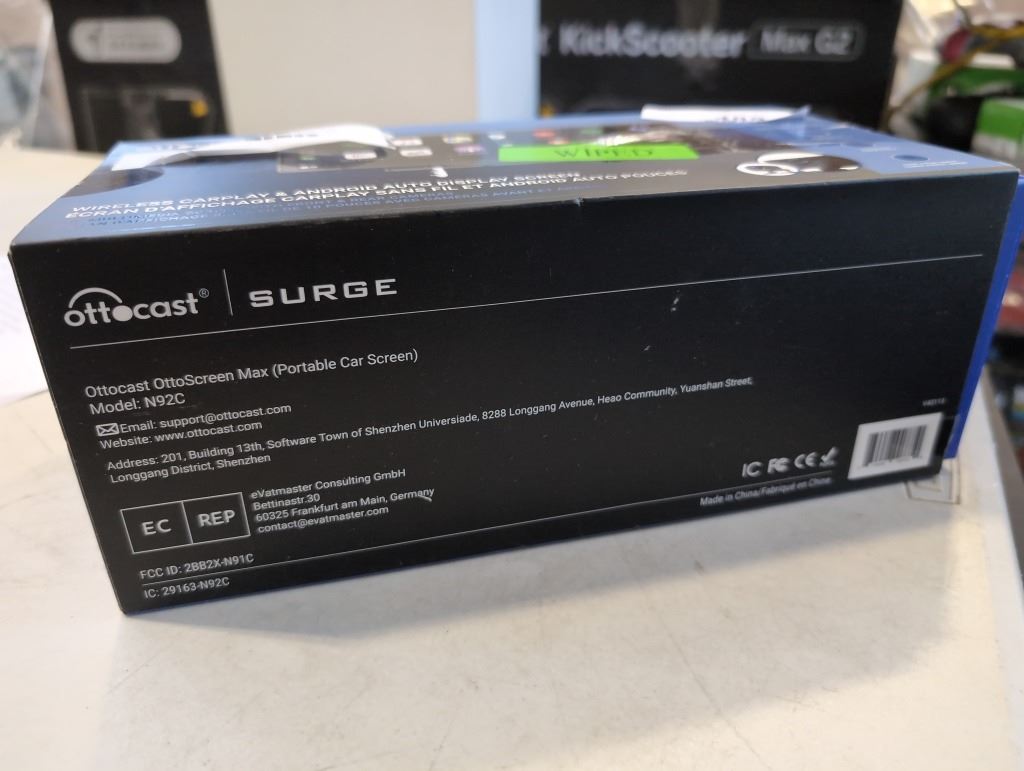 KickScooter Max G2
WIPED
WIRELESS CARPLAY & ANDROID AUTO DISPLAY SCREEN
ÉCRAN D'AFFICHAGE CARPLAY SANS FIL ET ANDROID AUTO POUCES
ottocast® SURGE
Ottocast OttoScreen Max (Portable Car Screen)
Model: N92C
Email: support@ottocast.com
Website: www.ottocast.com
Address: 201, Building 13th, Software Town of Shenzhen Universiade, 8288 Longgang Avenue, Heao Community, Yuanshan Street,
Longgang District, Shenzhen
EC REP
eVatmaster Consulting GmbH
Bettinastr.30
60325 Frankfurt am Main, Germany
contact@evatmaster.com
IC FC CE
Made in China/Fabriqué en Chine
FCC ID: 2BB2X-N91C
IC: 29163-N92C